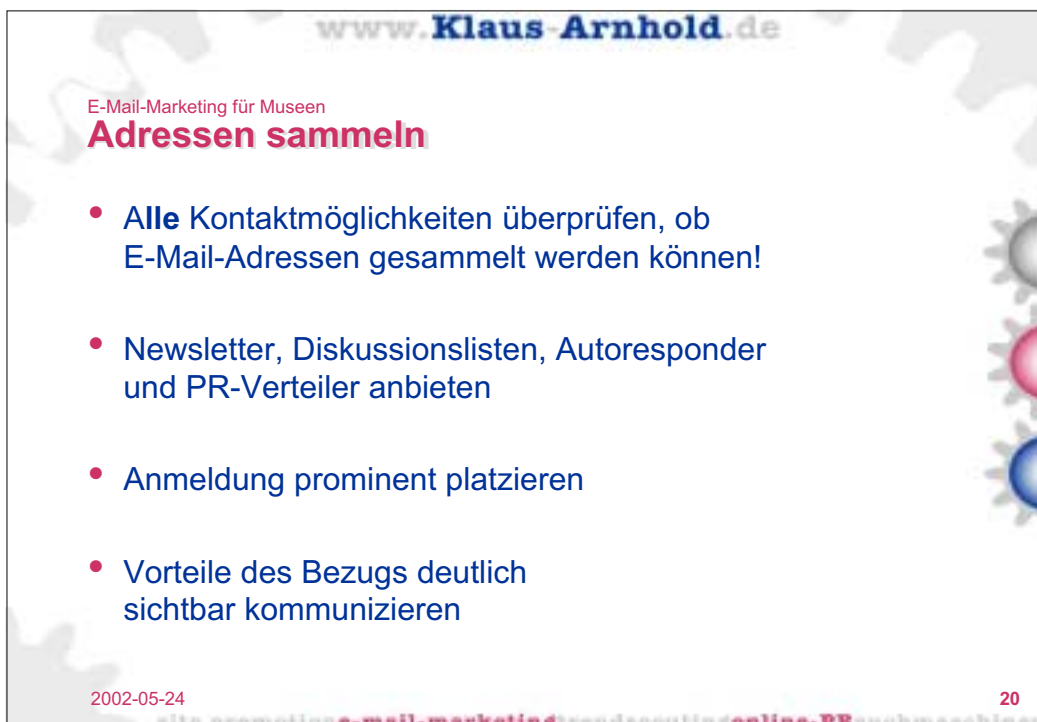 www.Klaus-Arnhold.de
E-Mail-Marketing für Museen
Adressen sammeln
• Alle Kontaktmöglichkeiten überprüfen, ob
E-Mail-Adressen gesammelt werden können!
• Newsletter, Diskussionslisten, Autoresponder
und PR-Verteiler anbieten
• Anmeldung prominent platzieren
• Vorteile des Bezugs deutlich
sichtbar kommunizieren
2002-05-24
20
e-mail-marketing online-PR